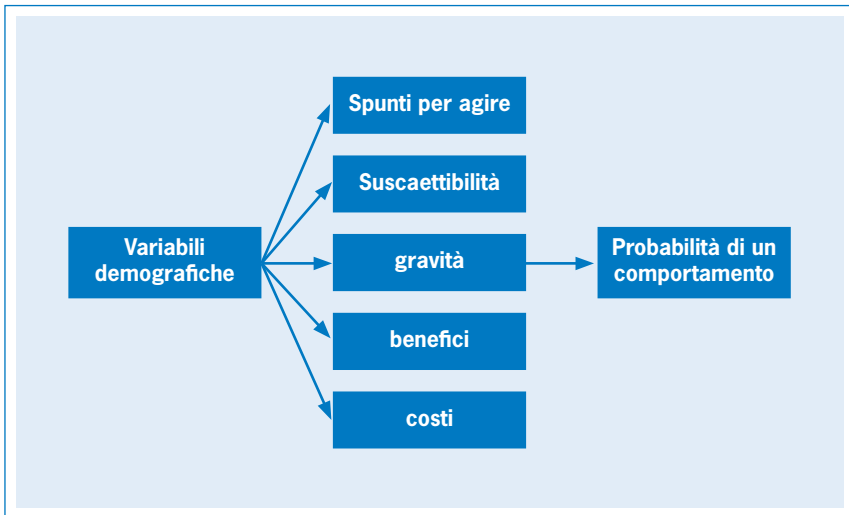 Spunti per agire
Suscaettibilità
Variabili
demografiche
gravità
Probabilità di un
comportamento
benefici
costi